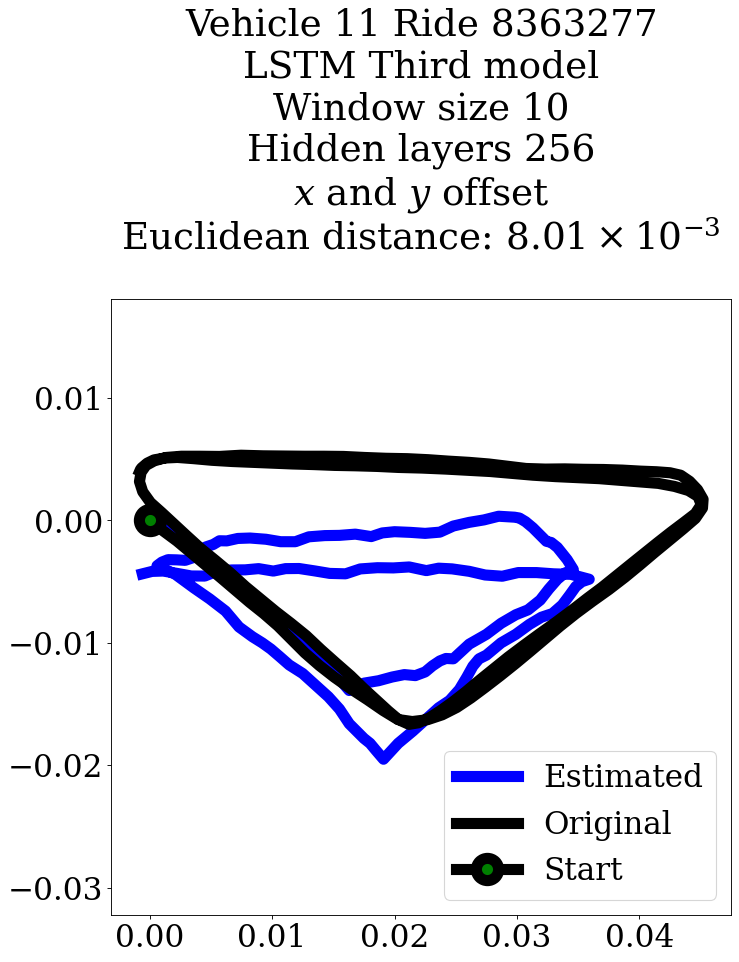 Vehicle 11 Ride 8363277
LSTM Third model
Window size 10
Hidden layers 256
x and y offset
Euclidean distance: 8.01 × 10⁻³
0.01
0.00
−0.01
−0.02
−0.03
Estimated
Original
Start
0.00 0.01 0.02 0.03 0.04